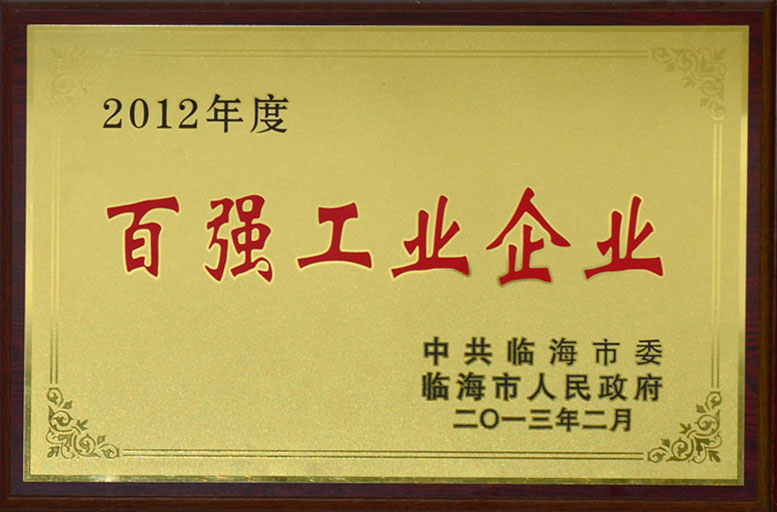 2012年度
百强工业企业
中共临海市委
临海市人民政府
二〇一三年二月